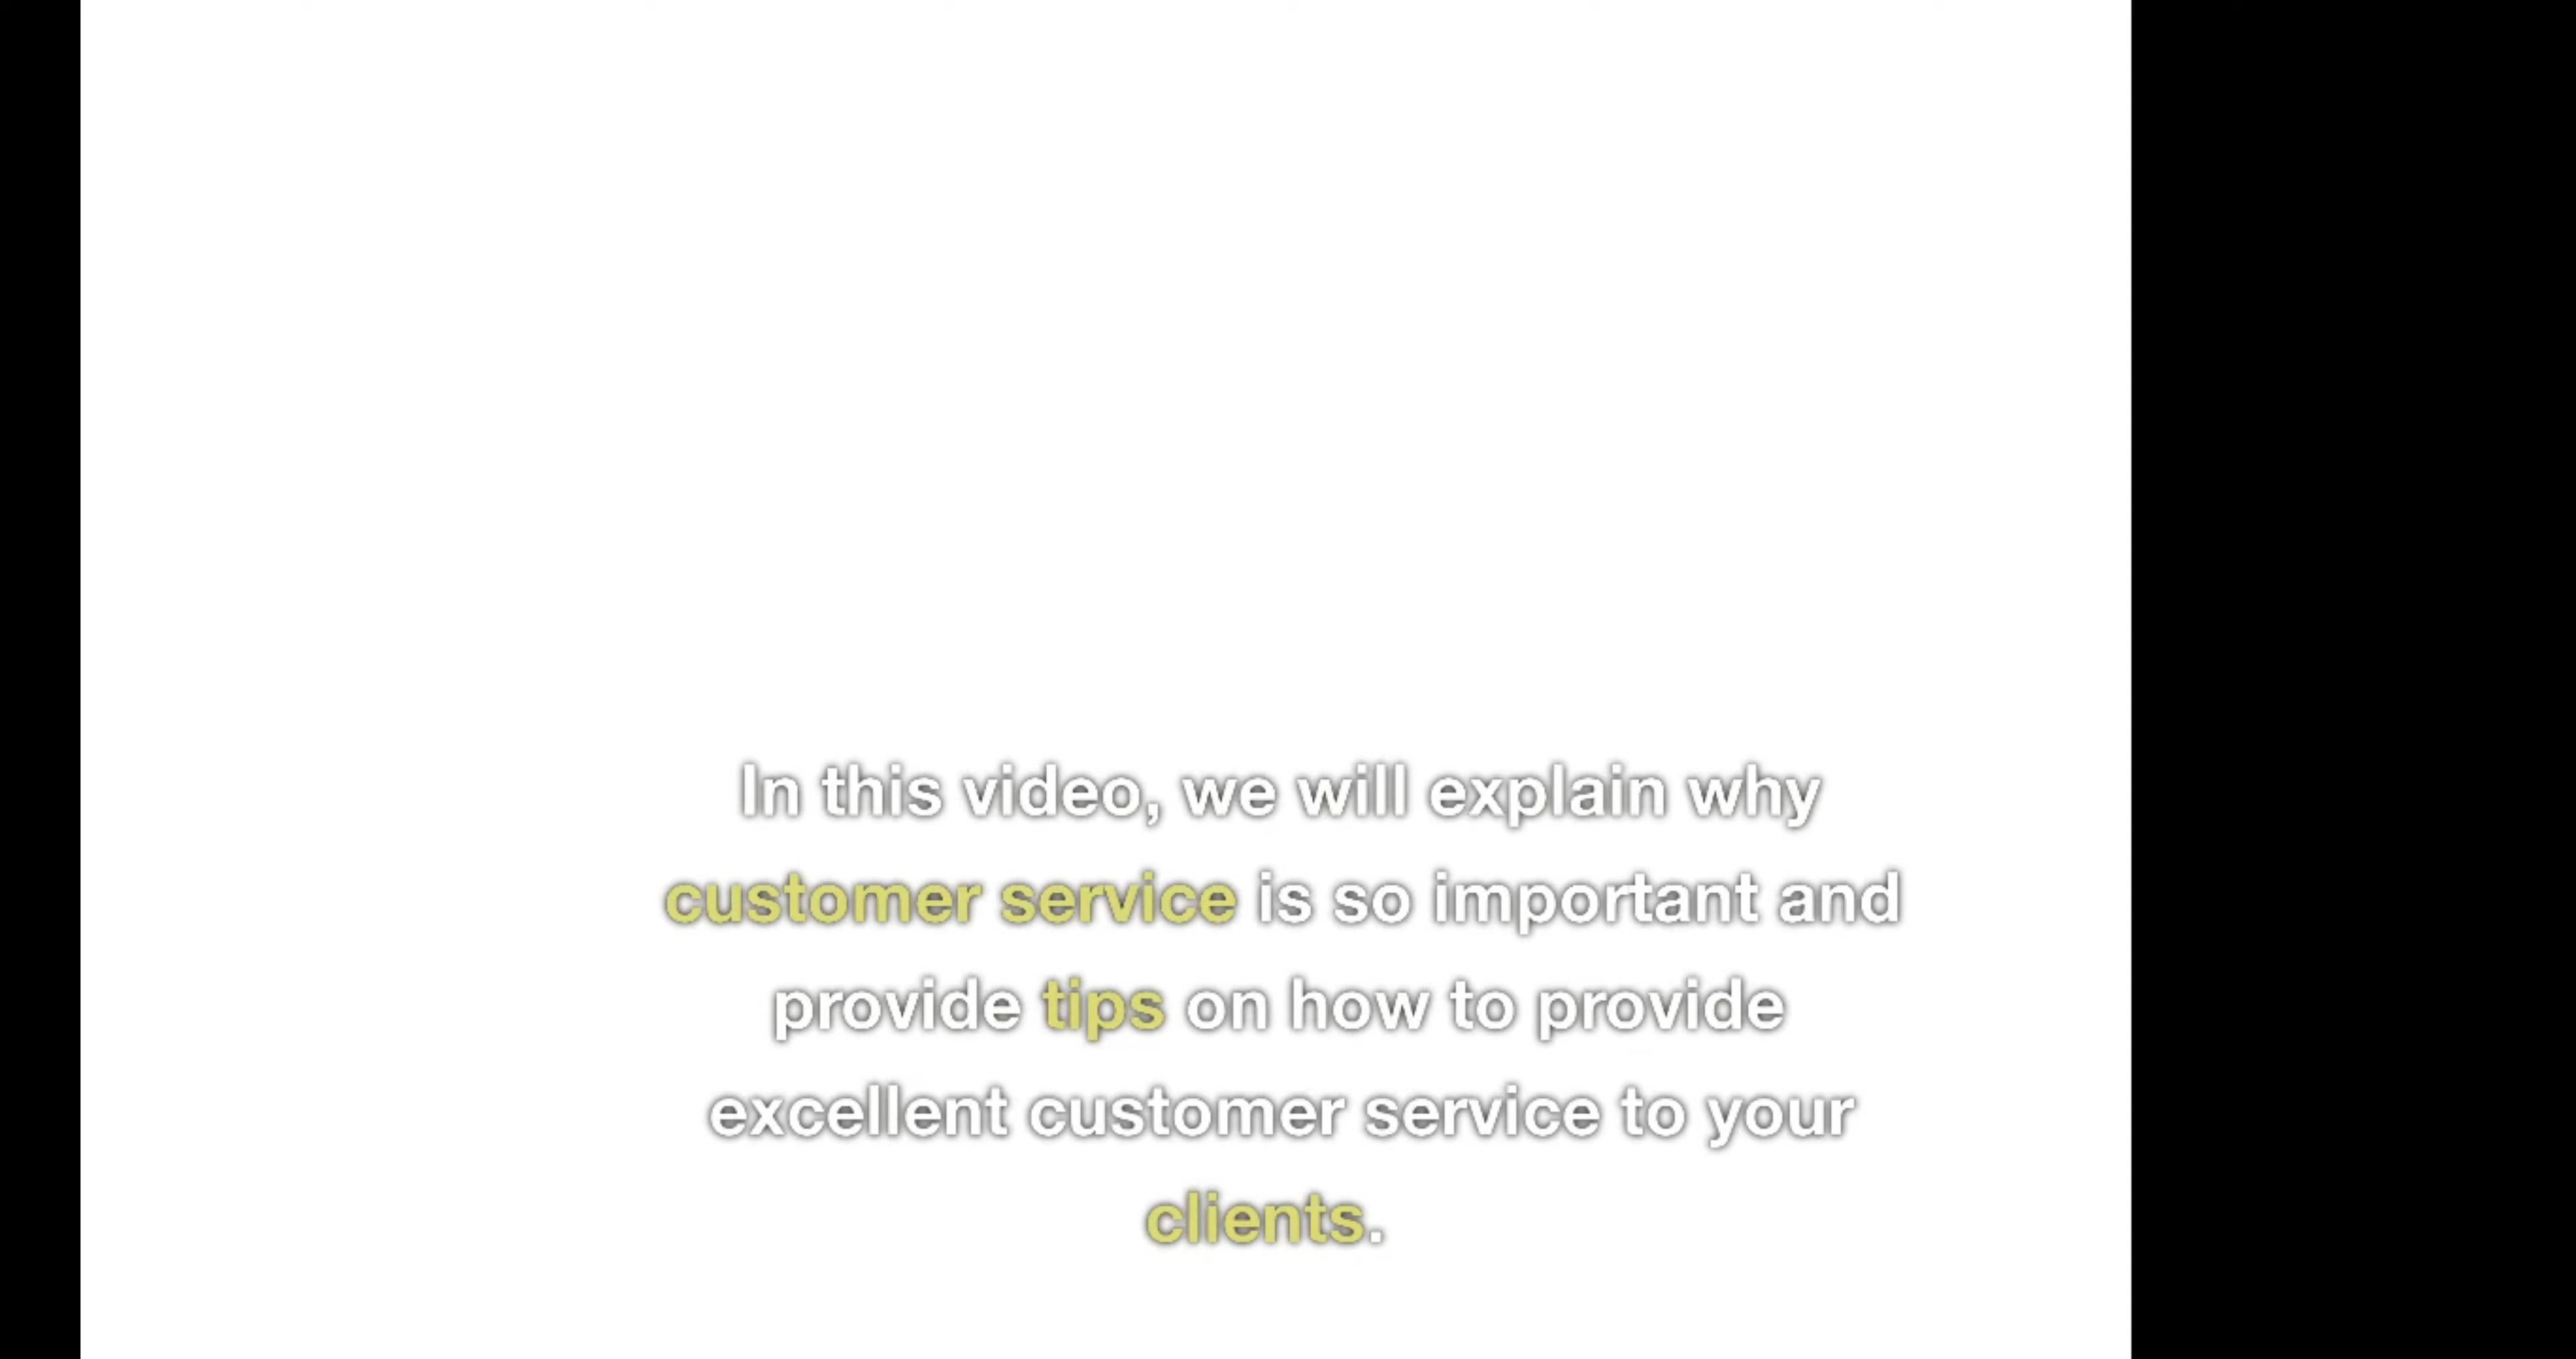 In this video, we will explain why
customer service is so important and
provide tips on how to provide
excellent customer service to your
clients.